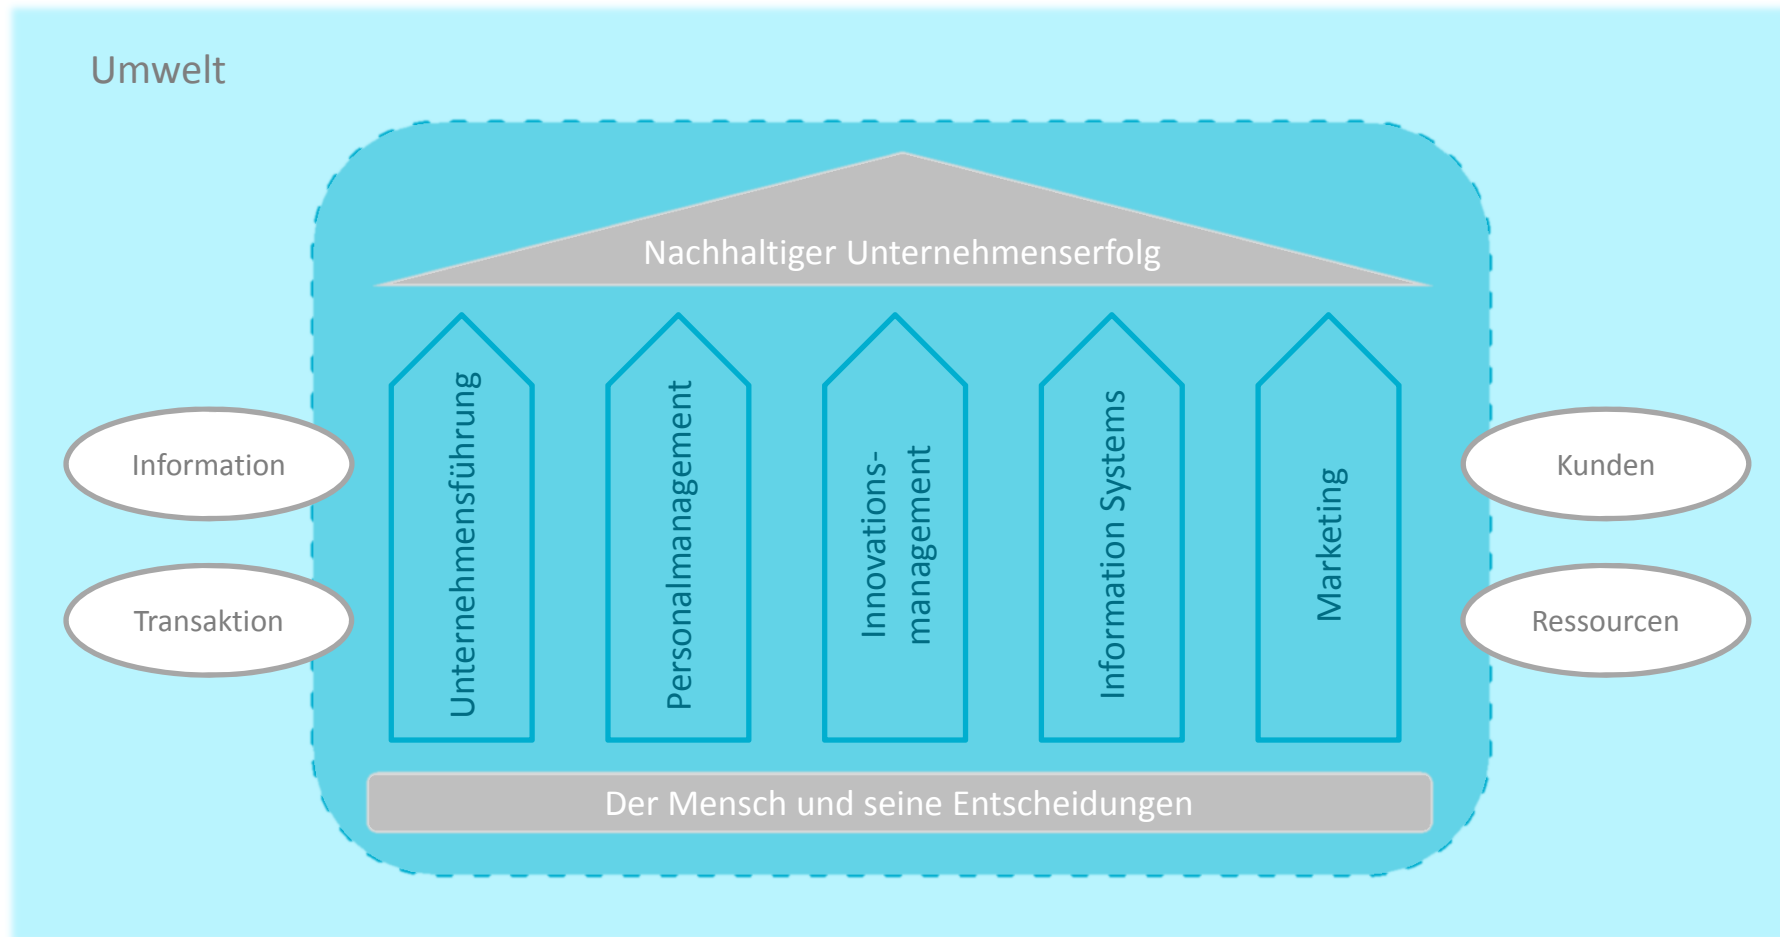 Umwelt
Nachhaltiger Unternehmenserfolg
Unternehmensführung
Personalmanagement
Innovations-
management
Information Systems
Marketing
Information
Transaktion
Kunden
Ressourcen
Der Mensch und seine Entscheidungen